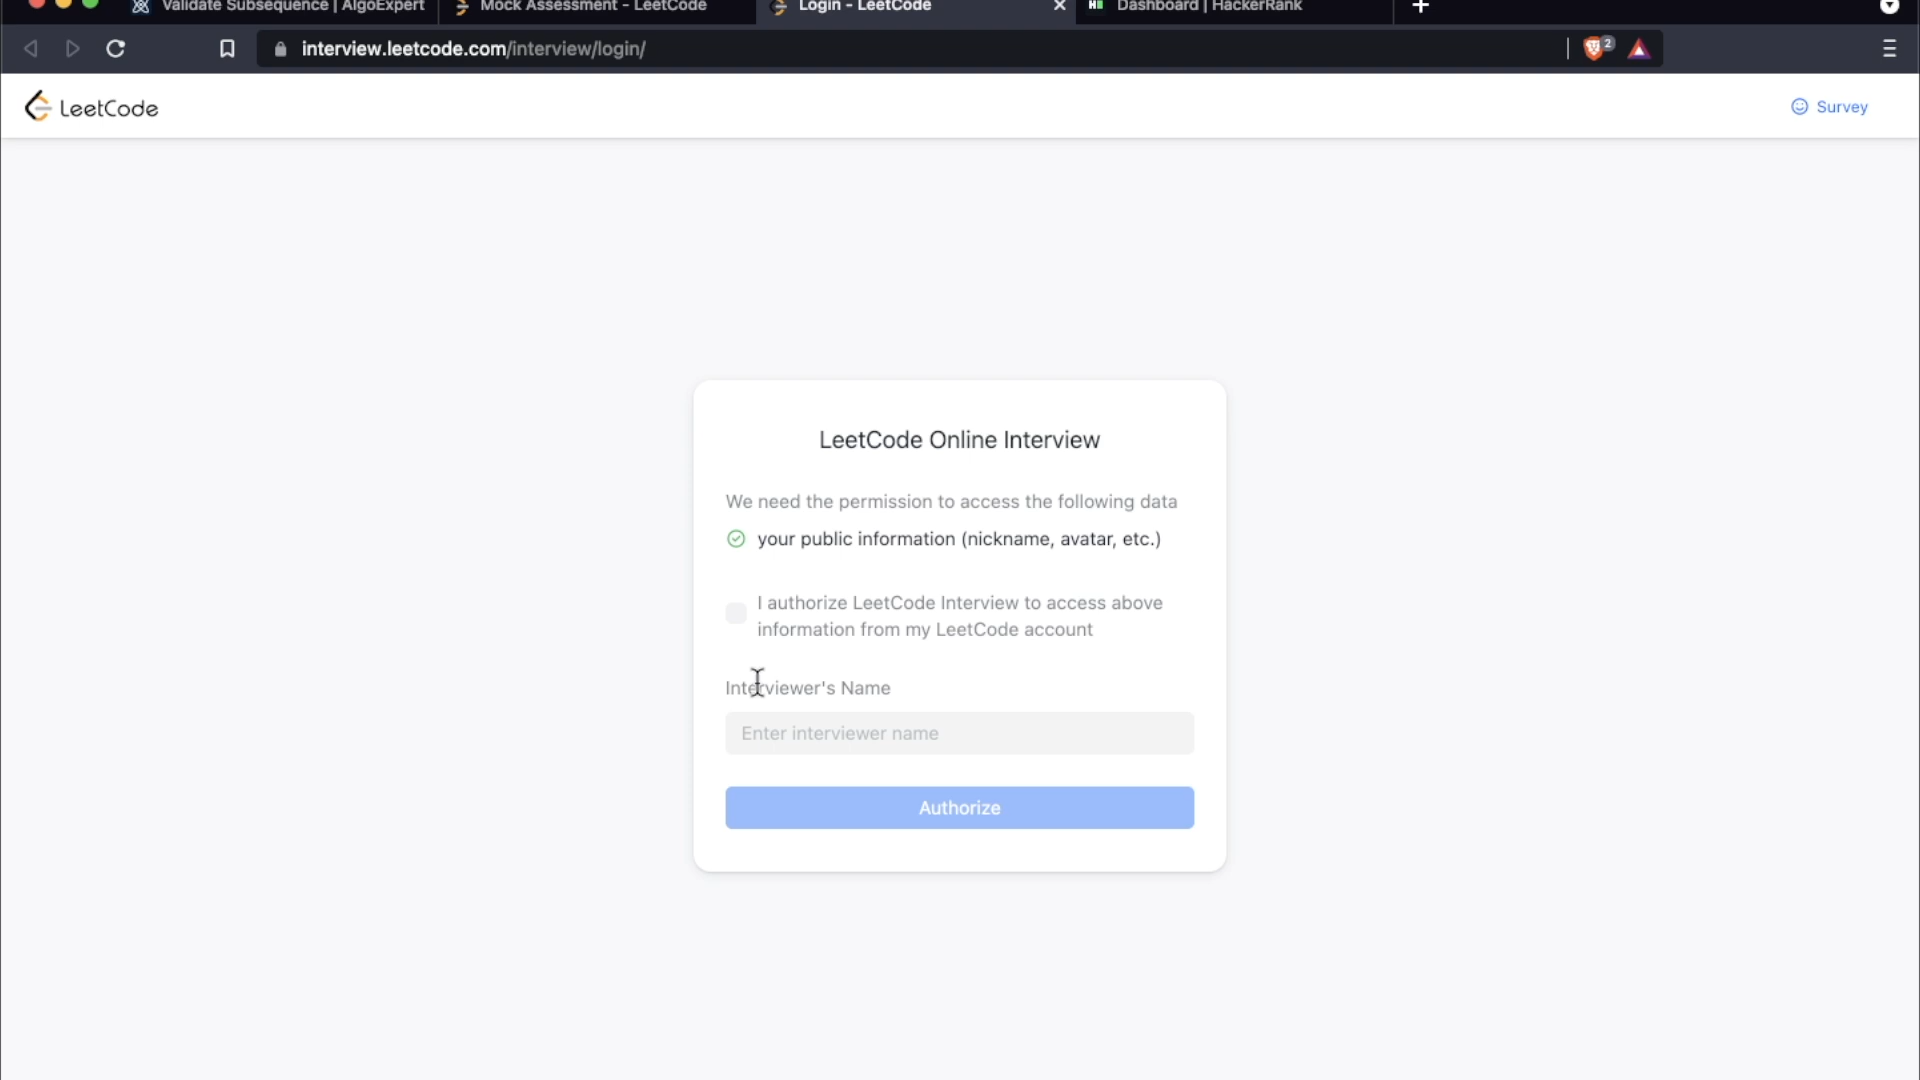 Validate Subsequence | AlgoExpert
Mock Assessment - LeetCode
Login - LeetCode
Dashboard | HackerRank
interview.leetcode.com/interview/login/
2
LeetCode
Survey
LeetCode Online Interview
We need the permission to access the following data
your public information (nickname, avatar, etc.)
I authorize LeetCode Interview to access above
information from my LeetCode account
Interviewer's Name
Enter interviewer name
Authorize